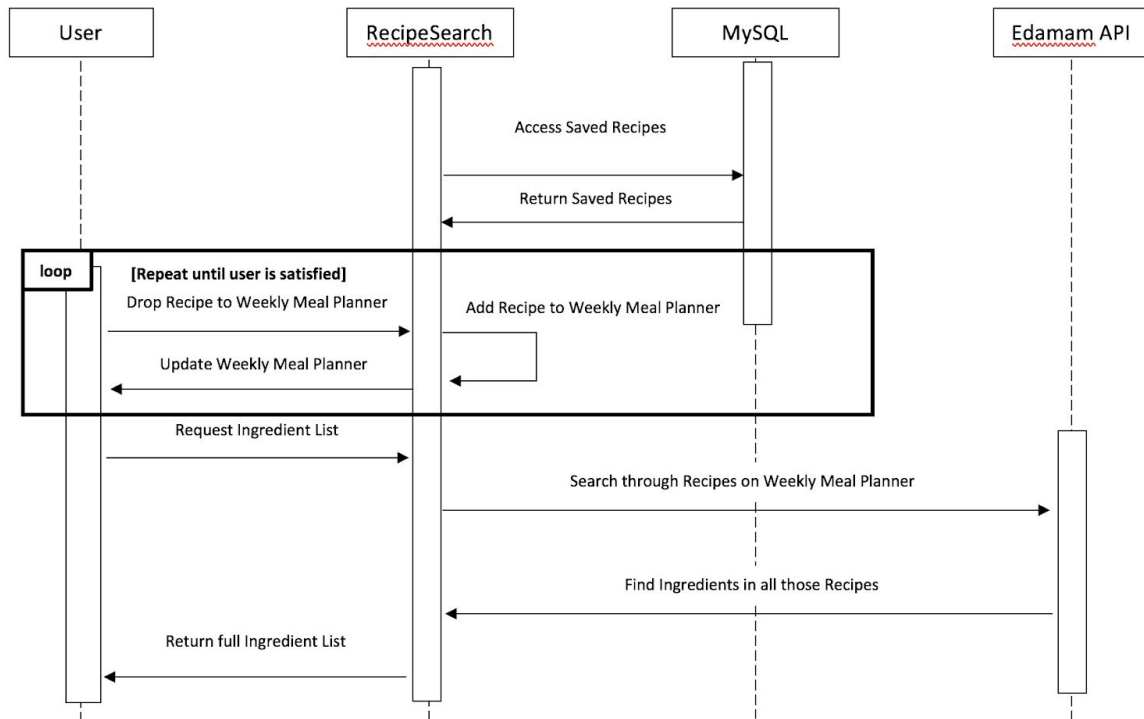 User
RecipeSearch
MySQL
Edamam API
Access Saved Recipes
Return Saved Recipes
loop
[Repeat until user is satisfied]
Drop Recipe to Weekly Meal Planner
Add Recipe to Weekly Meal Planner
Update Weekly Meal Planner
Request Ingredient List
Search through Recipes on Weekly Meal Planner
Find Ingredients in all those Recipes
Return full Ingredient List